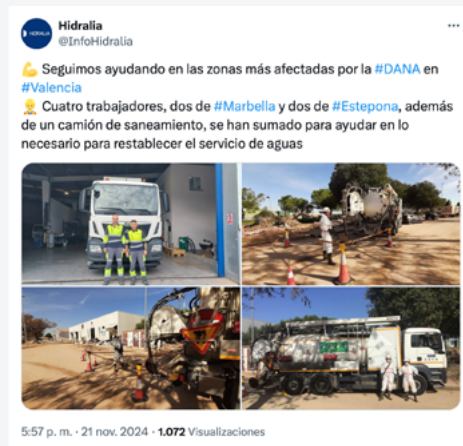 Hidralia
@InfoHidralia
HIDRALIA
💪 Seguimos ayudando en las zonas más afectadas por la #DANA en
#Valencia
👷 Cuatro trabajadores, dos de #Marbella y dos de #Estepona, además
de un camión de saneamiento, se han sumado para ayudar en lo
necesario para restablecer el servicio de aguas
5:57 p. m. · 21 nov. 2024 · 1.072 Visualizaciones